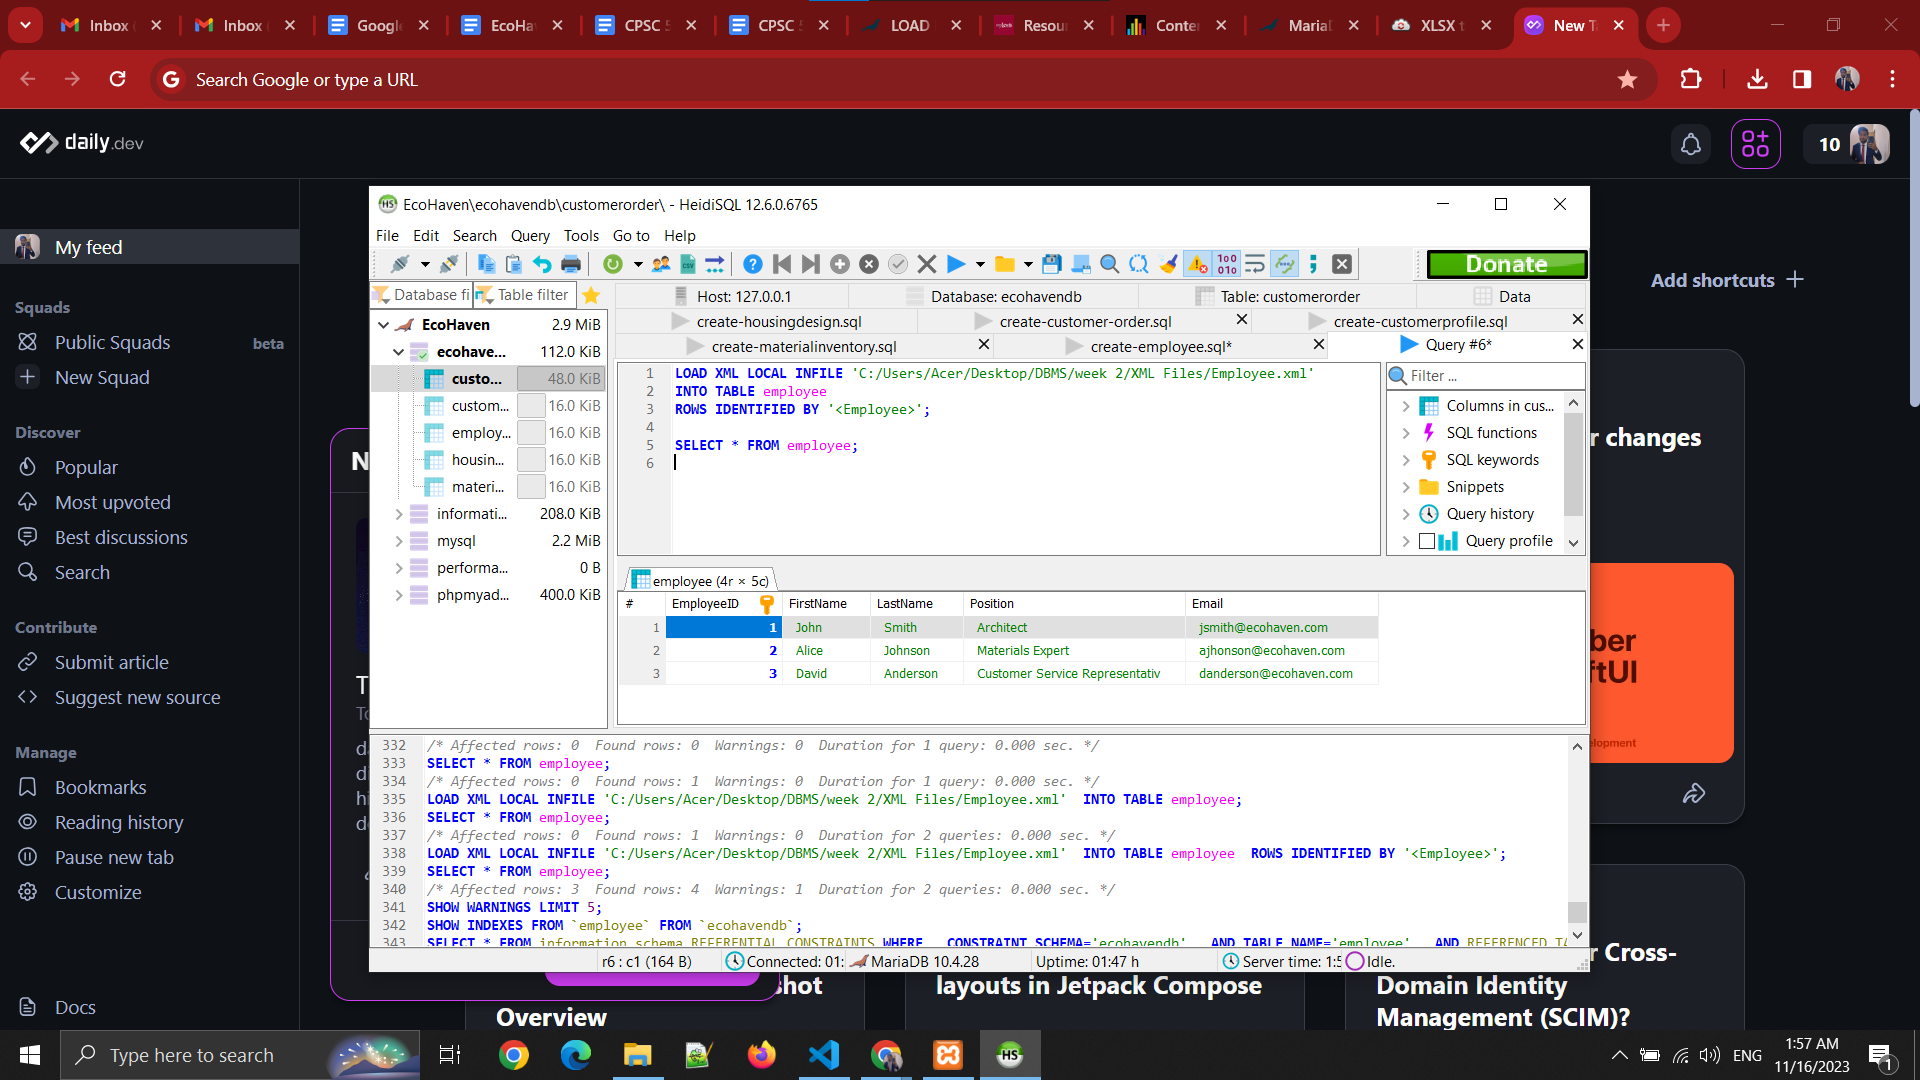 Inbox
Inbox
Google
EcoHav
CPSC 5
CPSC 5
LOAD
Resou
Conte
Maria
XLSX t
New T
Search Google or type a URL
daily.dev
10
My feed
Squads
Public Squads beta
New Squad
Discover
Popular
Most upvoted
Best discussions
Search
Contribute
Submit article
Suggest new source
Manage
Bookmarks
Reading history
Pause new tab
Customize
Docs
Add shortcuts
r changes
EcoHaven\ecohavendb\customerorder\ - HeidiSQL 12.6.0.6765
File Edit Search Query Tools Go to Help
Donate
Database fi Table filter
Host: 127.0.0.1 Database: ecohavendb Table: customerorder Data
create-housingdesign.sql create-customer-order.sql create-customerprofile.sql
create-materialinventory.sql create-employee.sql* Query #6*
EcoHaven 2.9 MiB
ecohave... 112.0 KiB
custo... 48.0 KiB
custom... 16.0 KiB
employ... 16.0 KiB
housin... 16.0 KiB
materi... 16.0 KiB
informati... 208.0 KiB
mysql 2.2 MiB
performa... 0 B
phpmyad... 400.0 KiB
1 LOAD XML LOCAL INFILE 'C:/Users/Acer/Desktop/DBMS/week 2/XML Files/Employee.xml'
2 INTO TABLE employee
3 ROWS IDENTIFIED BY '<Employee>';
4
5 SELECT * FROM employee;
6
Filter ...
Columns in cus...
SQL functions
SQL keywords
Snippets
Query history
Query profile
employee (4r × 5c)
# EmployeeID FirstName LastName Position Email
1 1 John Smith Architect jsmith@ecohaven.com
2 2 Alice Johnson Materials Expert ajhonson@ecohaven.com
3 3 David Anderson Customer Service Representativ danderson@ecohaven.com
332 /* Affected rows: 0 Found rows: 0 Warnings: 0 Duration for 1 query: 0.000 sec. */
333 SELECT * FROM employee;
334 /* Affected rows: 0 Found rows: 1 Warnings: 0 Duration for 1 query: 0.000 sec. */
335 LOAD XML LOCAL INFILE 'C:/Users/Acer/Desktop/DBMS/week 2/XML Files/Employee.xml' INTO TABLE employee;
336 SELECT * FROM employee;
337 /* Affected rows: 0 Found rows: 1 Warnings: 0 Duration for 2 queries: 0.000 sec. */
338 LOAD XML LOCAL INFILE 'C:/Users/Acer/Desktop/DBMS/week 2/XML Files/Employee.xml' INTO TABLE employee ROWS IDENTIFIED BY '<Employee>';
339 SELECT * FROM employee;
340 /* Affected rows: 3 Found rows: 4 Warnings: 1 Duration for 2 queries: 0.000 sec. */
341 SHOW WARNINGS LIMIT 5;
342 SHOW INDEXES FROM `employee` FROM `ecohavendb`;
343 SELECT * FROM information_schema.REFERENTIAL_CONSTRAINTS WHERE CONSTRAINT_SCHEMA='ecohavendb' AND TABLE_NAME='employee' AND REFERENCED_TA
r6 : c1 (164 B) Connected: 01: MariaDB 10.4.28 Uptime: 01:47 h Server time: 1:5 Idle.
ber
ftUI
elopment
shot
Overview
layouts in Jetpack Compose
r Cross-
Domain Identity
Management (SCIM)?
Type here to search
ENG
1:57 AM
11/16/2023
1